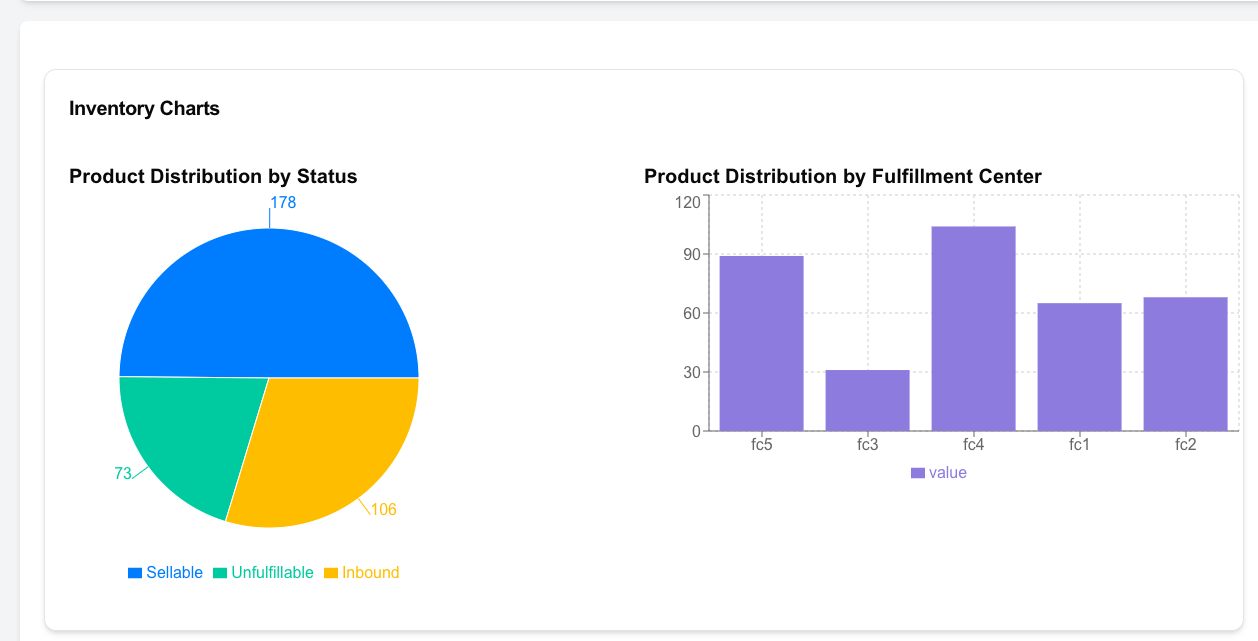 Inventory Charts
Product Distribution by Status
178
73
106
Sellable Unfulfillable Inbound
Product Distribution by Fulfillment Center
120
90
60
30
0
fc5 fc3 fc4 fc1 fc2
value